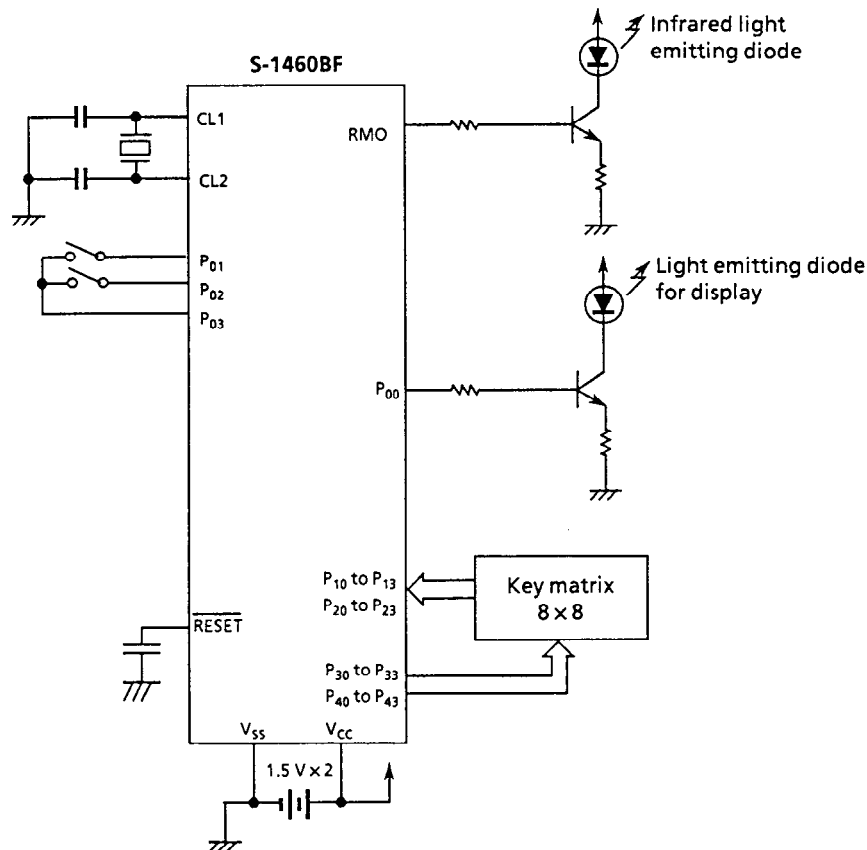 S-1460BF
Infrared light
emitting diode
CL1
RMO
CL2
P01
P02
P03
Light emitting diode
for display
P00
P10 to P13
P20 to P23
Key matrix
8 × 8
RESET
P30 to P33
P40 to P43
VSS
VCC
1.5 V × 2